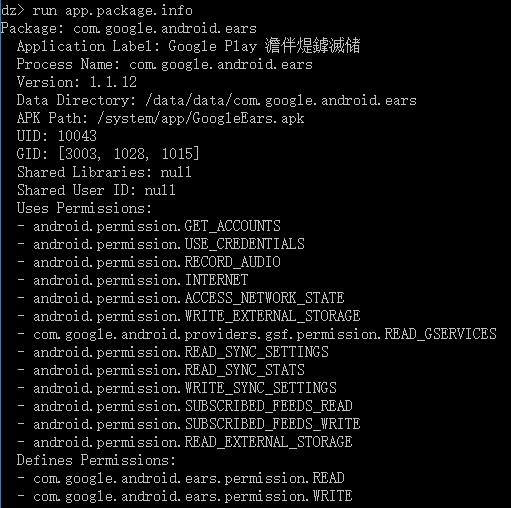 dz> run app.package.info
Package: com.google.android.ears
Application Label: Google Play 澹伴煶鎼滅储
Process Name: com.google.android.ears
Version: 1.1.12
Data Directory: /data/data/com.google.android.ears
APK Path: /system/app/GoogleEars.apk
UID: 10043
GID: [3003, 1028, 1015]
Shared Libraries: null
Shared User ID: null
Uses Permissions:
- android.permission.GET_ACCOUNTS
- android.permission.USE_CREDENTIALS
- android.permission.RECORD_AUDIO
- android.permission.INTERNET
- android.permission.ACCESS_NETWORK_STATE
- android.permission.WRITE_EXTERNAL_STORAGE
- com.google.android.providers.gsf.permission.READ_GSERVICES
- android.permission.READ_SYNC_SETTINGS
- android.permission.READ_SYNC_STATS
- android.permission.WRITE_SYNC_SETTINGS
- android.permission.SUBSCRIBED_FEEDS_READ
- android.permission.SUBSCRIBED_FEEDS_WRITE
- android.permission.READ_EXTERNAL_STORAGE
Defines Permissions:
- com.google.android.ears.permission.READ
- com.google.android.ears.permission.WRITE